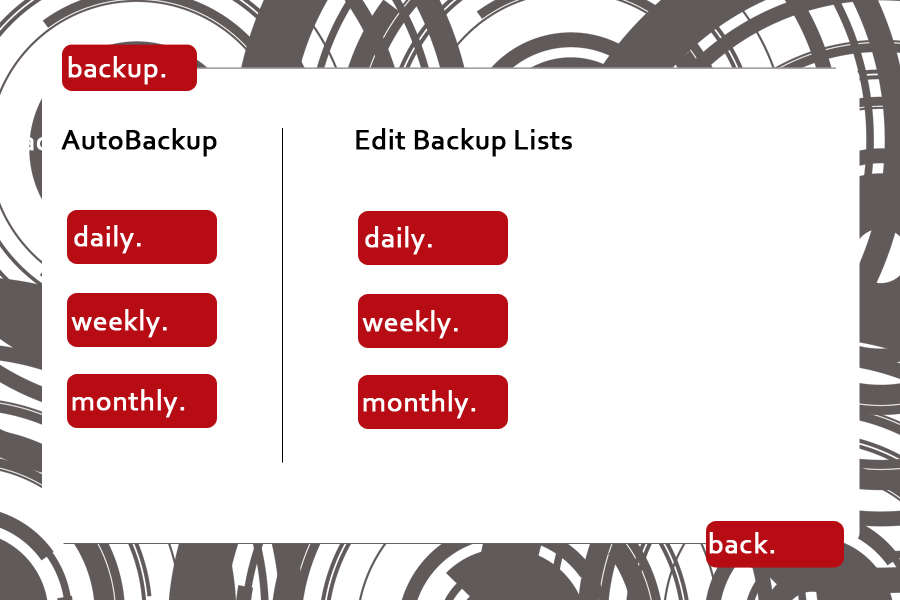 backup.
AutoBackup
daily.
weekly.
monthly.
Edit Backup Lists
daily.
weekly.
monthly.
back.